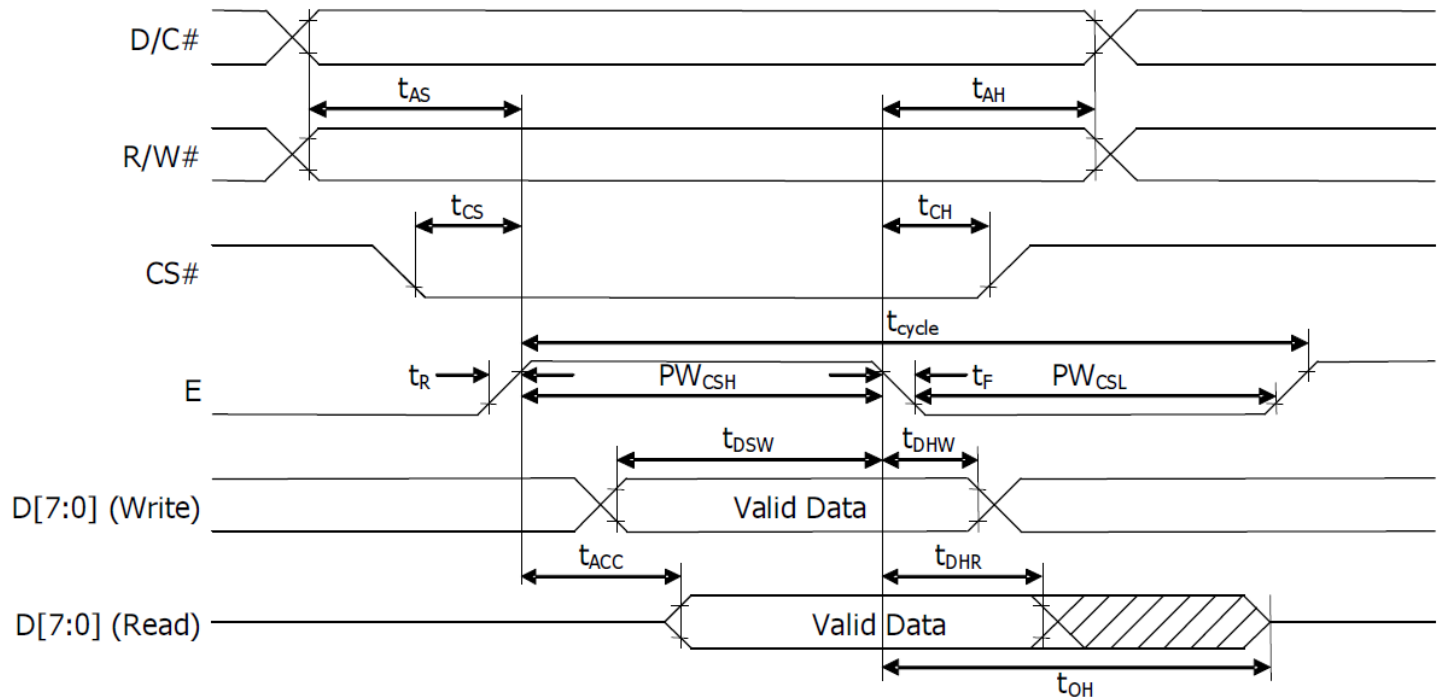 D/C#
t_AS
t_AH
R/W#
t_CS
t_CH
CS#
t_cycle
t_R
PW_CSH
t_F
PW_CSL
E
t_DSW
t_DHW
D[7:0] (Write)
Valid Data
t_ACC
t_DHR
D[7:0] (Read)
Valid Data
t_OH